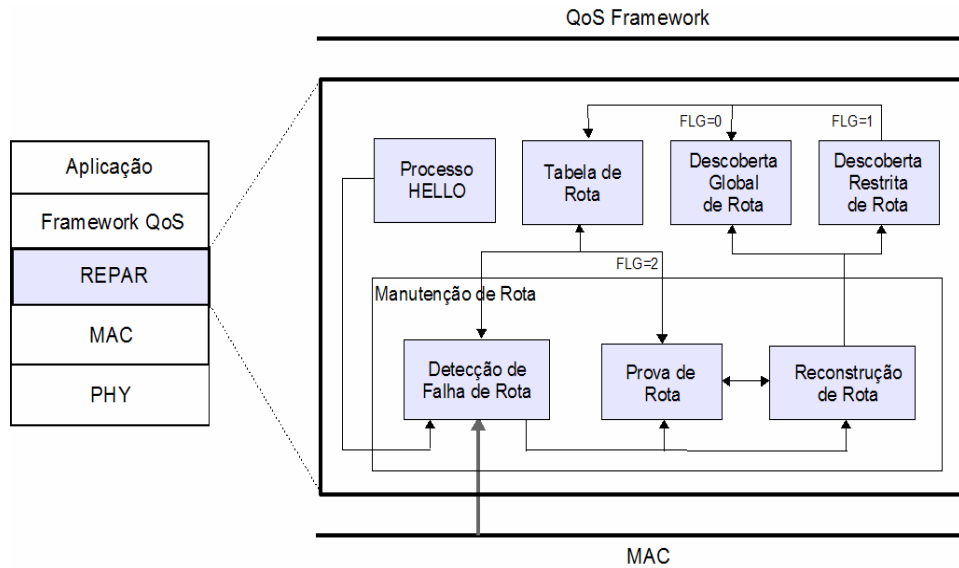 QoS Framework
Aplicação
Framework QoS
REPAR
MAC
PHY
FLG=0
FLG=1
Processo
HELLO
Tabela de
Rota
Descoberta
Global
de Rota
Descoberta
Restrita
de Rota
FLG=2
Manutenção de Rota
Detecção de
Falha de Rota
Prova de
Rota
Reconstrução
de Rota
MAC